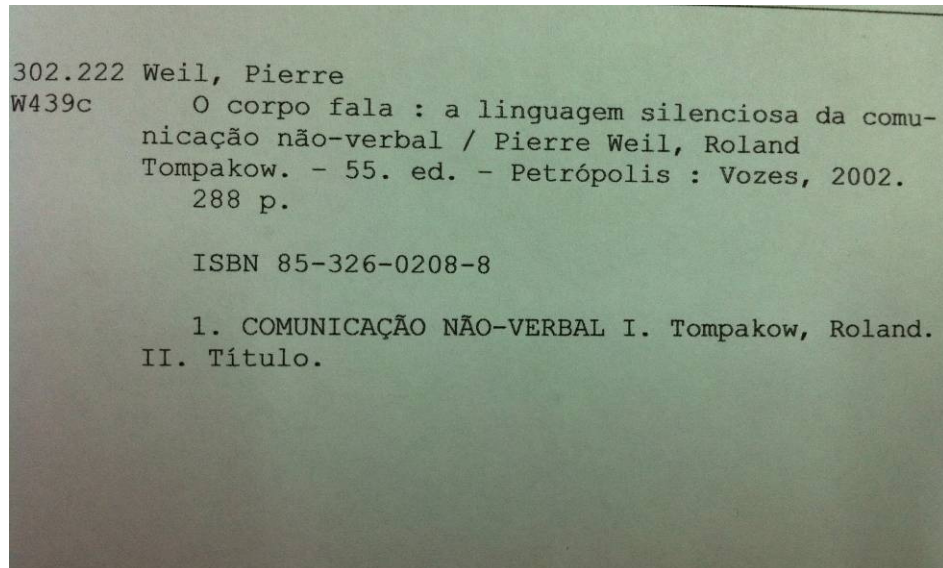 302.222 Weil, Pierre
W439c O corpo fala : a linguagem silenciosa da comu-
nicação não-verbal / Pierre Weil, Roland
Tompakow. – 55. ed. – Petrópolis : Vozes, 2002.
288 p.
ISBN 85-326-0208-8
1. COMUNICAÇÃO NÃO-VERBAL I. Tompakow, Roland.
II. Título.